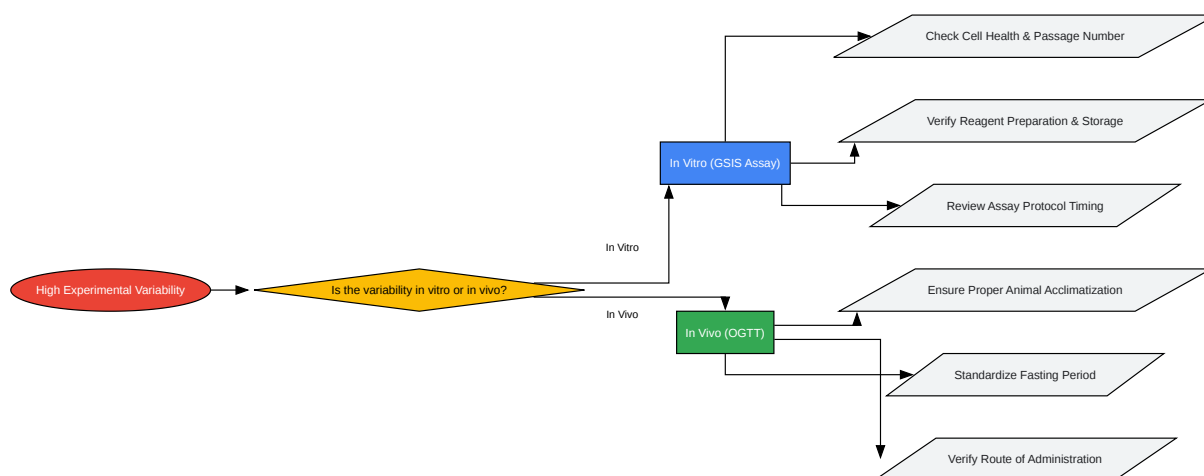 High Experimental Variability
Is the variability in vitro or in vivo?
In Vitro
In Vivo
In Vitro (GSIS Assay)
In Vivo (OGTT)
Check Cell Health & Passage Number
Verify Reagent Preparation & Storage
Review Assay Protocol Timing
Ensure Proper Animal Acclimatization
Standardize Fasting Period
Verify Route of Administration